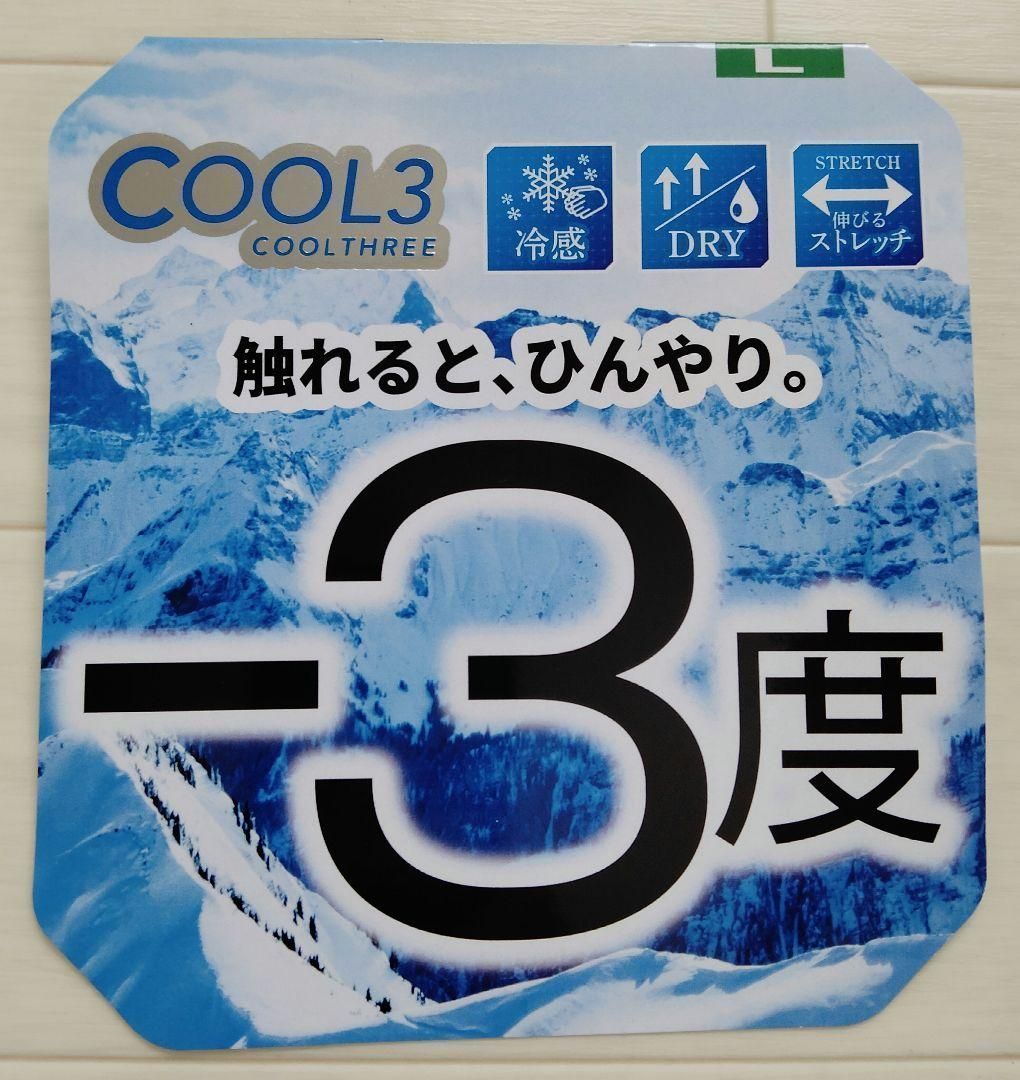 L
COOL3
COOLTHREE
冷感
DRY
STRETCH
伸びる
ストレッチ
触れると、ひんやり。
-3度